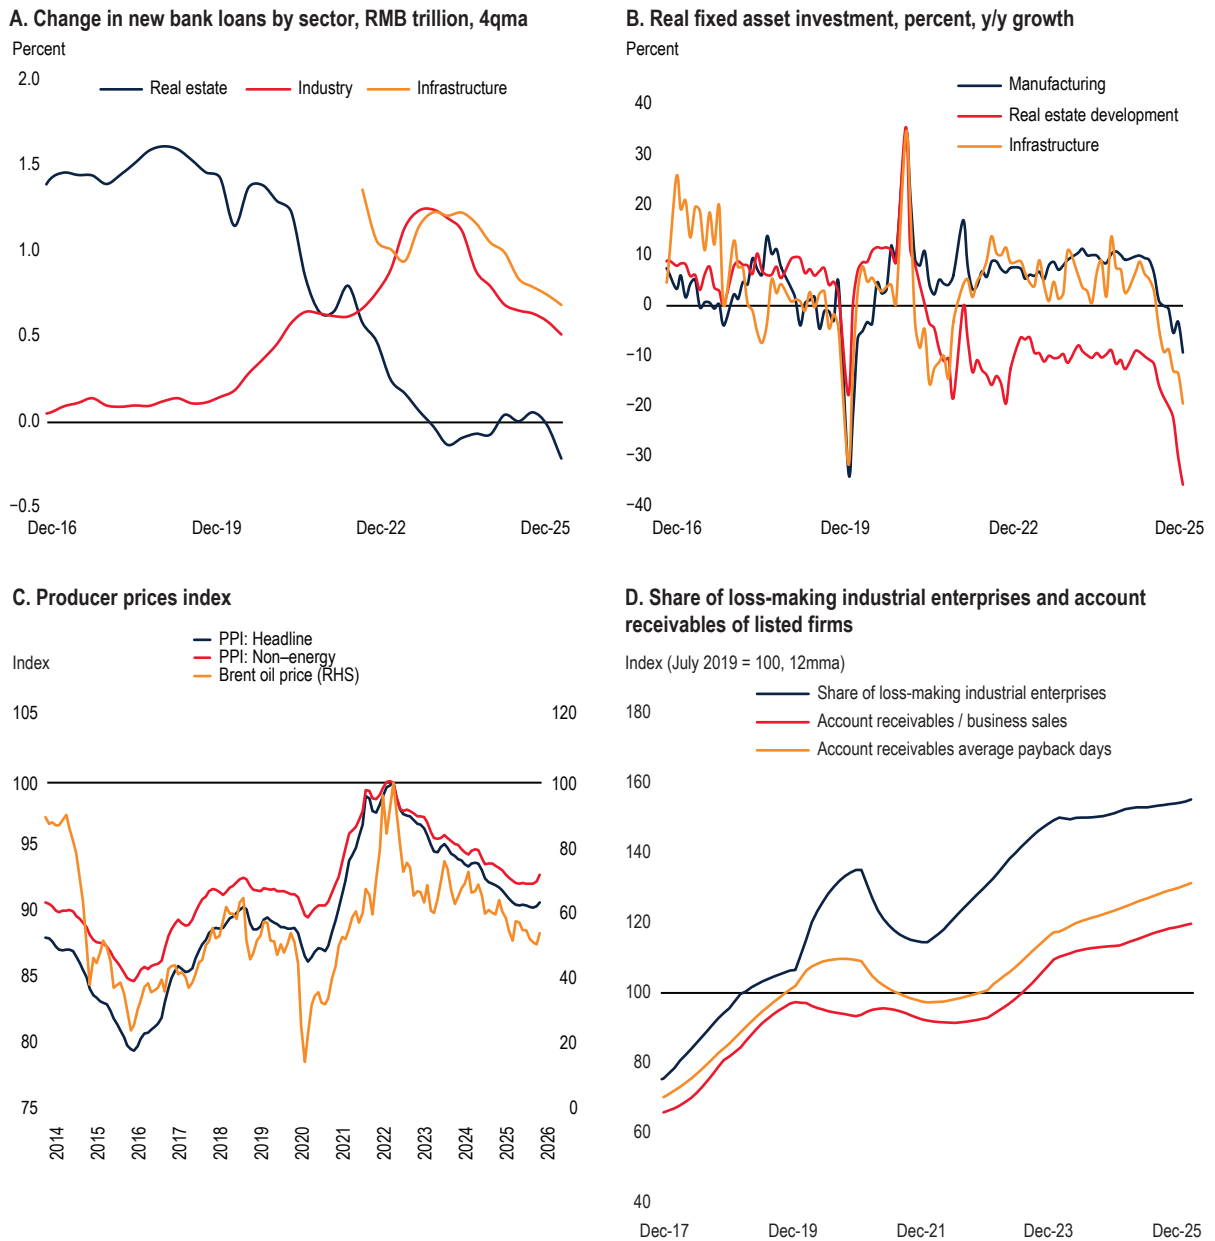 A. Change in new bank loans by sector, RMB trillion, 4qma
Percent
2.0
Real estate
Industry
Infrastructure
1.5
1.0
0.5
0.0
−0.5
Dec-16
Dec-19
Dec-22
Dec-25
B. Real fixed asset investment, percent, y/y growth
Percent
Manufacturing
Real estate development
Infrastructure
40
30
20
10
0
−10
−20
−30
−40
Dec-16
Dec-19
Dec-22
Dec-25
C. Producer prices index
PPI: Headline
PPI: Non–energy
Brent oil price (RHS)
Index
105
100
95
90
85
80
75
120
100
80
60
40
20
0
2014
2015
2016
2017
2018
2019
2020
2021
2022
2023
2024
2025
2026
D. Share of loss-making industrial enterprises and account
receivables of listed firms
Index (July 2019 = 100, 12mma)
Share of loss-making industrial enterprises
Account receivables / business sales
Account receivables average payback days
180
160
140
120
100
80
60
40
Dec-17
Dec-19
Dec-21
Dec-23
Dec-25